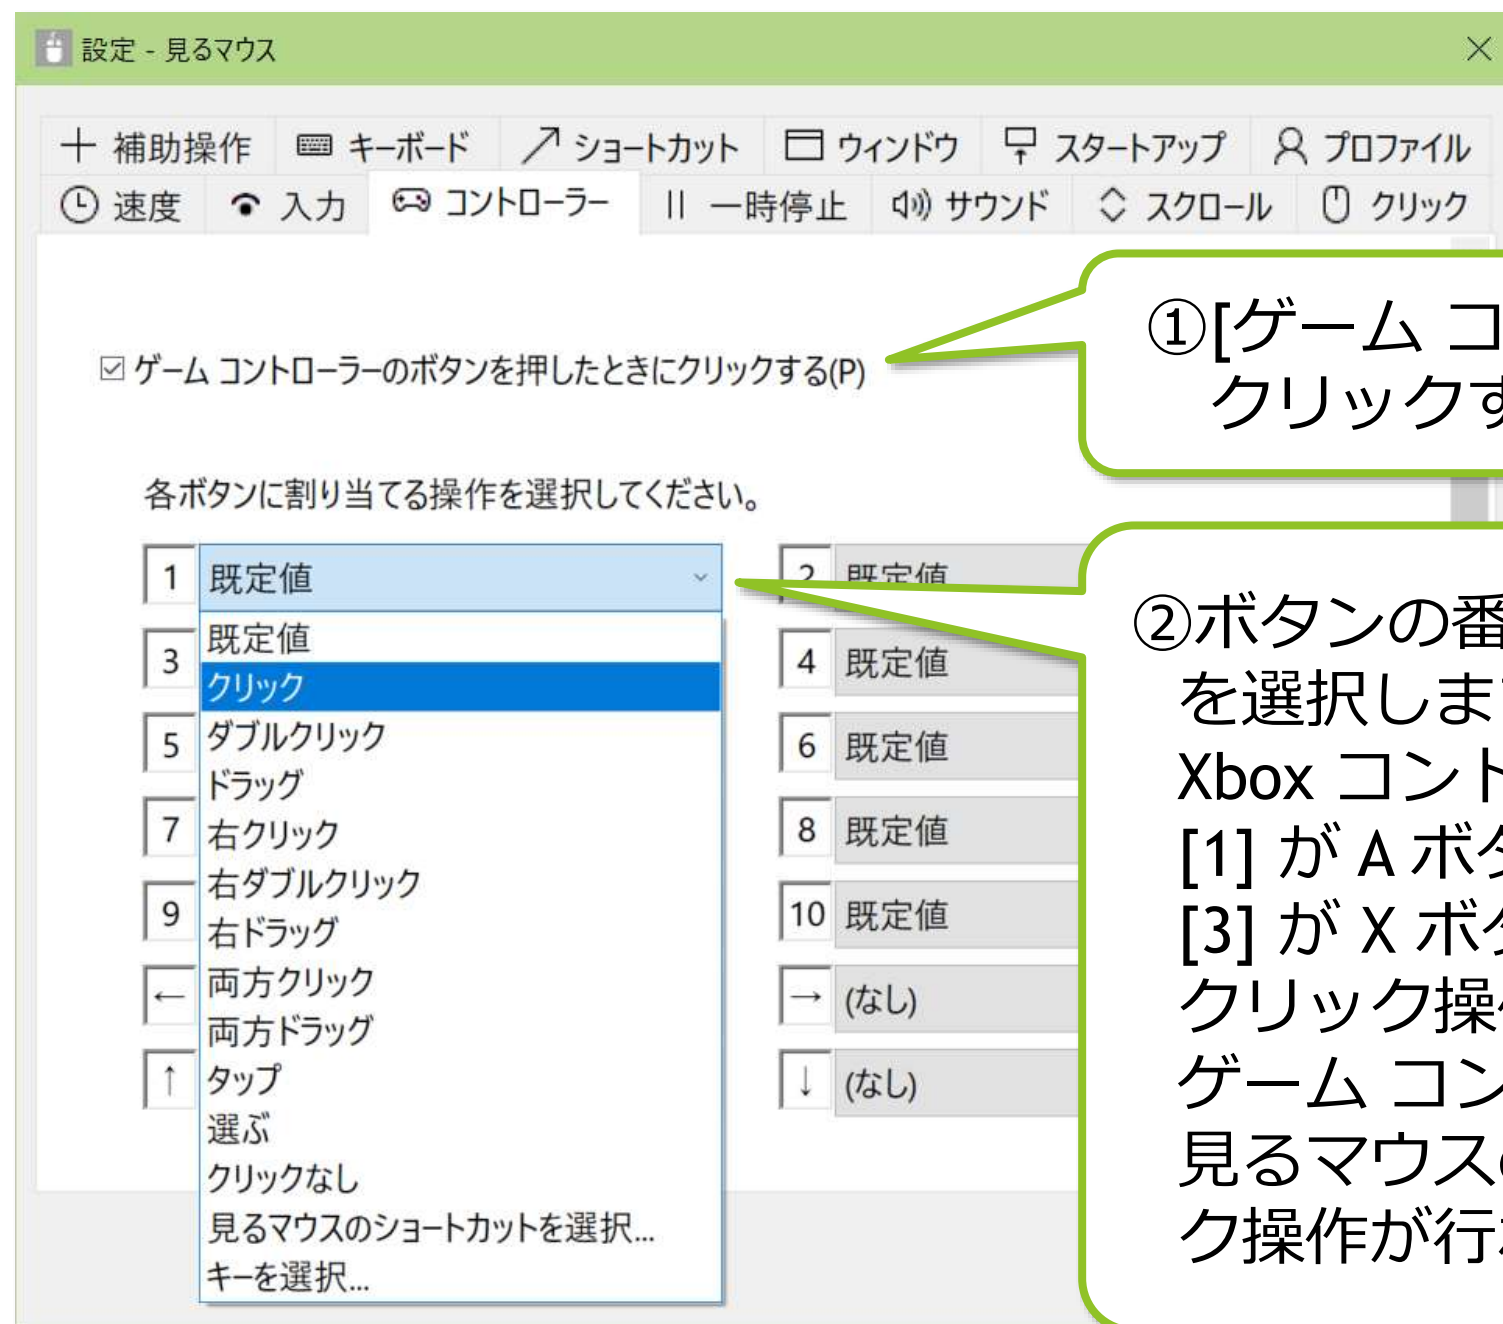 設定 - 見るマウス
補助操作 キーボード ショートカット ウィンドウ スタートアップ プロファイル
速度 入力 コントローラー 一時停止 サウンド スクロール クリック
ゲーム コントローラーのボタンを押したときにクリックする(P)
①[ゲーム コ
クリックす
各ボタンに割り当てる操作を選択してください。
1 既定値
2 既定値
既定値
クリック
ダブルクリック
ドラッグ
右クリック
右ダブルクリック
右ドラッグ
両方クリック
両方ドラッグ
タップ
選ぶ
クリックなし
見るマウスのショートカットを選択...
キーを選択...
3
4 既定値
5
6 既定値
7
8 既定値
9
10 既定値
←
→ (なし)
↑
↓ (なし)
②ボタンの番
を選択しま
Xbox コント
[1] が A ボタ
[3] が X ボタ
クリック操作
ゲーム コン
見るマウスの
ク操作が行わ